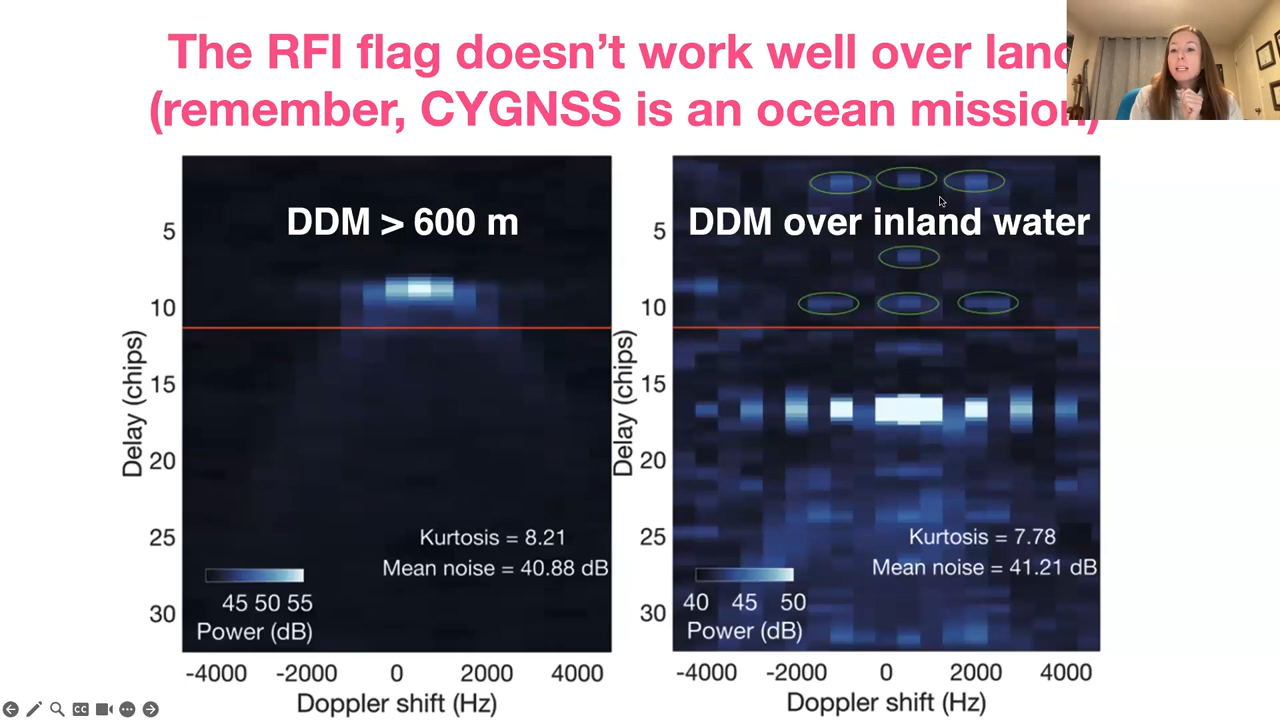 The RFI flag doesn't work well over land
(remember, CYGNSS is an ocean mission)
DDM > 600 m
5
10
15
20
25
30
Delay (chips)
Kurtosis = 8.21
Mean noise = 40.88 dB
45 50 55
Power (dB)
-4000 -2000 0 2000 4000
Doppler shift (Hz)
DDM over inland water
5
10
15
20
25
30
Delay (chips)
Kurtosis = 7.78
Mean noise = 41.21 dB
40 45 50
Power (dB)
-4000 -2000 0 2000 4000
Doppler shift (Hz)
CC